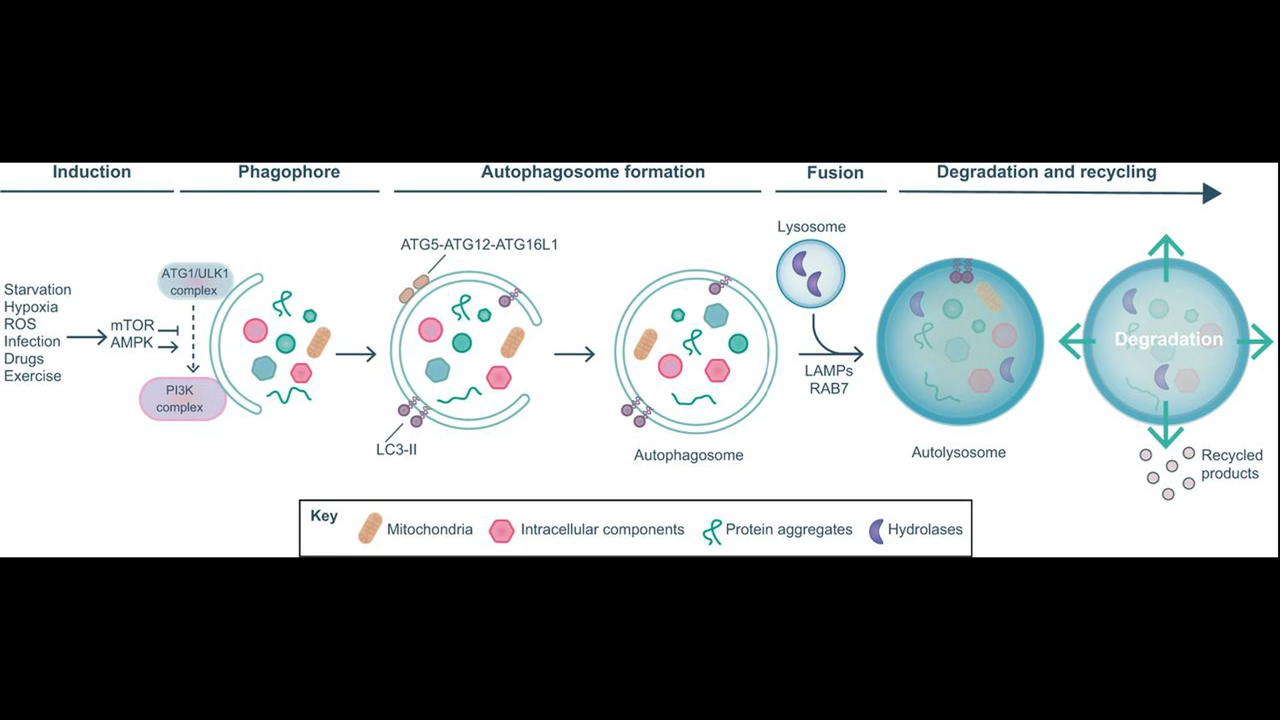 Induction
Phagophore
Autophagosome formation
Fusion
Degradation and recycling
Starvation
Hypoxia
ROS
Infection
Drugs
Exercise
mTOR
AMPK
ATG1/ULK1
complex
PI3K
complex
ATG5-ATG12-ATG16L1
LC3-II
Autophagosome
Lysosome
LAMPs
RAB7
Autolysosome
Degradation
Recycled
products
Key
Mitochondria
Intracellular components
Protein aggregates
Hydrolases